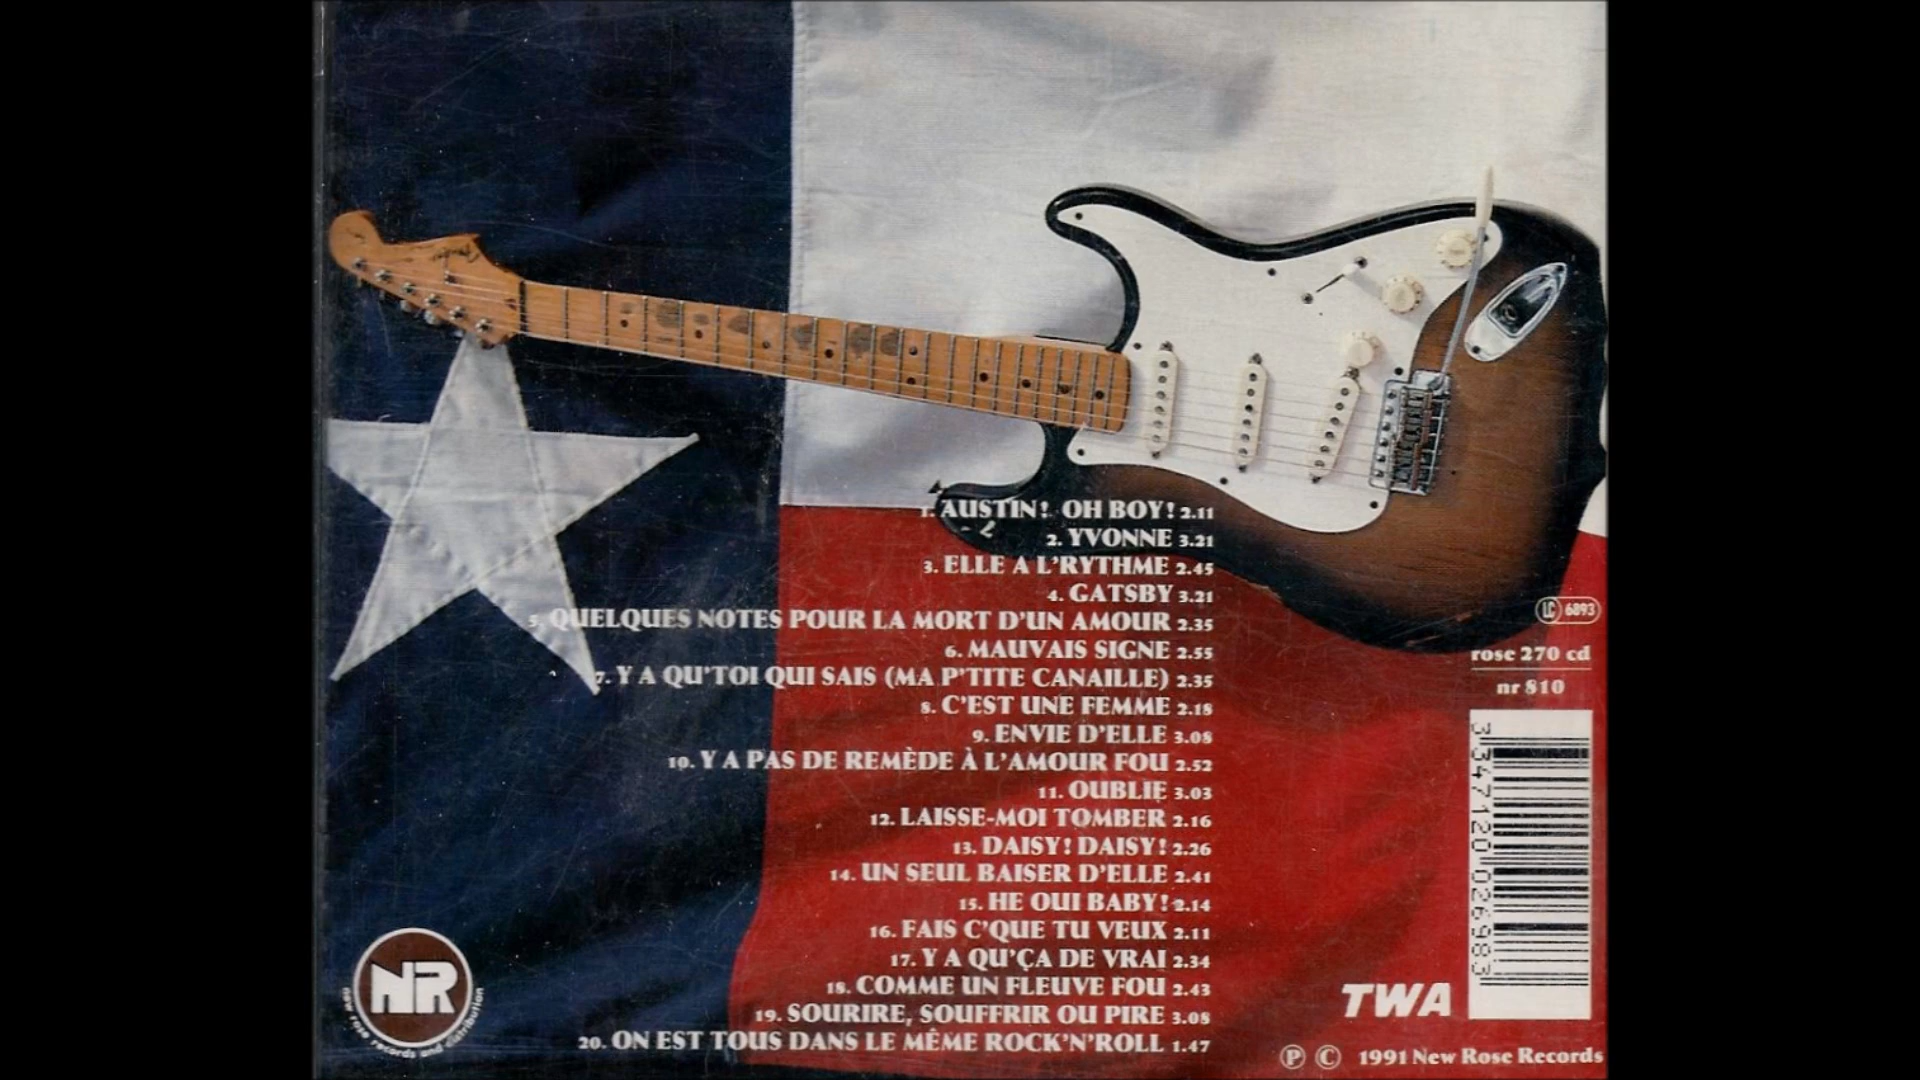 Fender
1. AUSTIN! OH BOY! 2.11
2. YVONNE 3.21
3. ELLE A L'RYTHME 2.45
4. GATSBY 3.21
5. QUELQUES NOTES POUR LA MORT D'UN AMOUR 2.35
6. MAUVAIS SIGNE 2.55
7. Y A QU'TOI QUI SAIS (MA P'TITE CANAILLE) 2.35
8. C'EST UNE FEMME 2.18
9. ENVIE D'ELLE 3.08
10. Y A PAS DE REMÈDE À L'AMOUR FOU 2.52
11. OUBLIE 3.03
12. LAISSE-MOI TOMBER 2.16
13. DAISY! DAISY! 2.26
14. UN SEUL BAISER D'ELLE 2.41
15. HE OUI BABY! 2.14
16. FAIS C'QUE TU VEUX 2.11
17. Y A QU'ÇA DE VRAI 2.34
18. COMME UN FLEUVE FOU 2.43
19. SOURIRE, SOUFFRIR OU PIRE 3.08
20. ON EST TOUS DANS LE MÊME ROCK'N'ROLL 1.47
LC 6893
rose 270 cd
nr 810
3 347120 026983
TWA
NR
new rose records and distribution
Ⓟ © 1991 New Rose Records